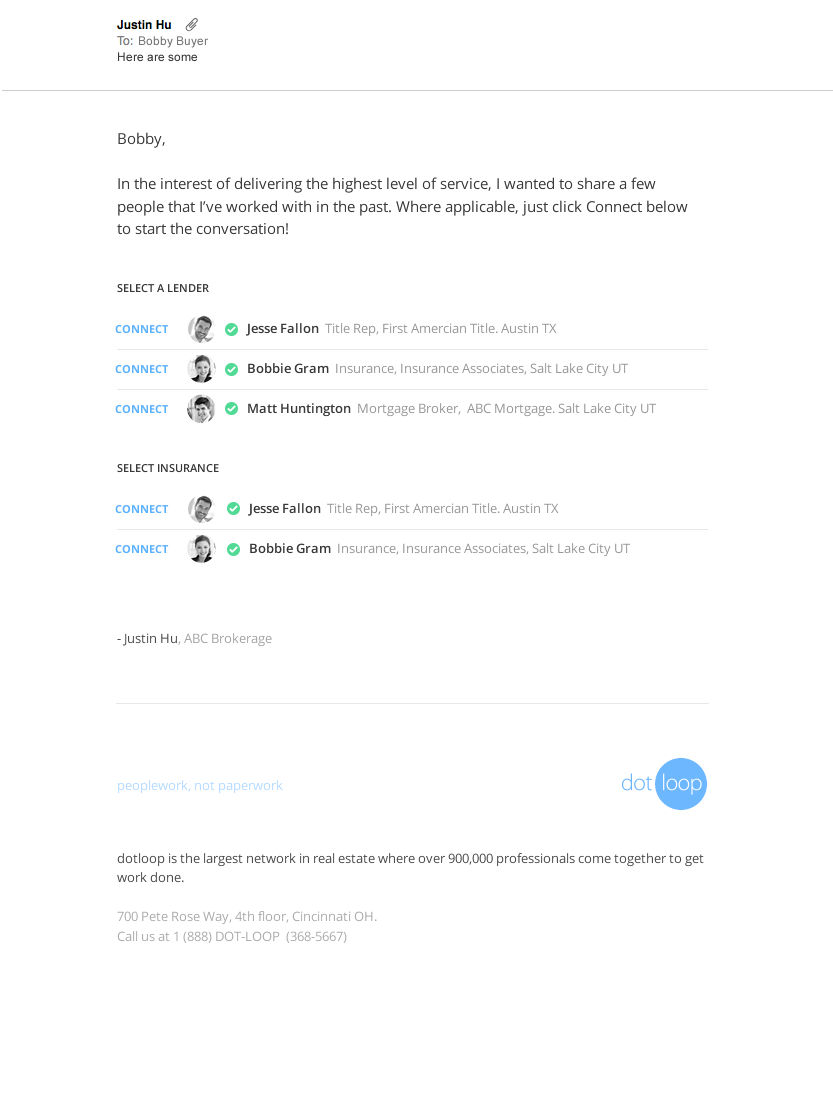 Justin Hu
To: Bobby Buyer
Here are some
Bobby,
In the interest of delivering the highest level of service, I wanted to share a few
people that I’ve worked with in the past. Where applicable, just click Connect below
to start the conversation!
SELECT A LENDER
CONNECT Jesse Fallon Title Rep, First Amercian Title. Austin TX
CONNECT Bobbie Gram Insurance, Insurance Associates, Salt Lake City UT
CONNECT Matt Huntington Mortgage Broker, ABC Mortgage. Salt Lake City UT
SELECT INSURANCE
CONNECT Jesse Fallon Title Rep, First Amercian Title. Austin TX
CONNECT Bobbie Gram Insurance, Insurance Associates, Salt Lake City UT
- Justin Hu, ABC Brokerage
peoplework, not paperwork
dot loop
dotloop is the largest network in real estate where over 900,000 professionals come together to get
work done.
700 Pete Rose Way, 4th floor, Cincinnati OH.
Call us at 1 (888) DOT-LOOP (368-5667)